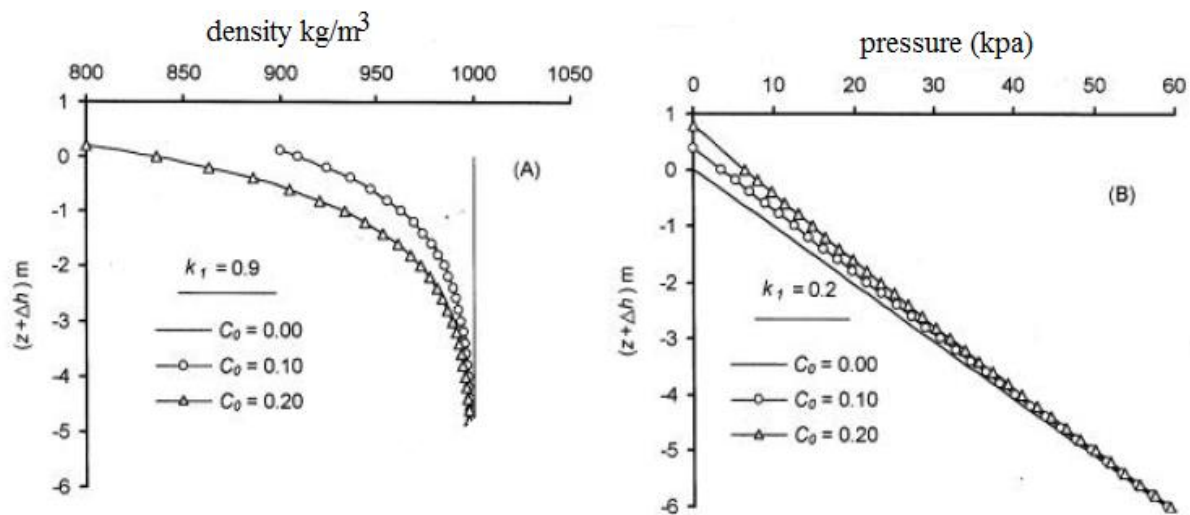 density kg/m³
800 850 900 950 1000 1050
1
0
-1
-2
-3
-4
-5
-6
(z + Δh) m
(A)
k₁ = 0.9
C₀ = 0.00
C₀ = 0.10
C₀ = 0.20
pressure (kpa)
0 10 20 30 40 50 60
1
0
-1
-2
-3
-4
-5
-6
(z + Δh) m
(B)
k₁ = 0.2
C₀ = 0.00
C₀ = 0.10
C₀ = 0.20